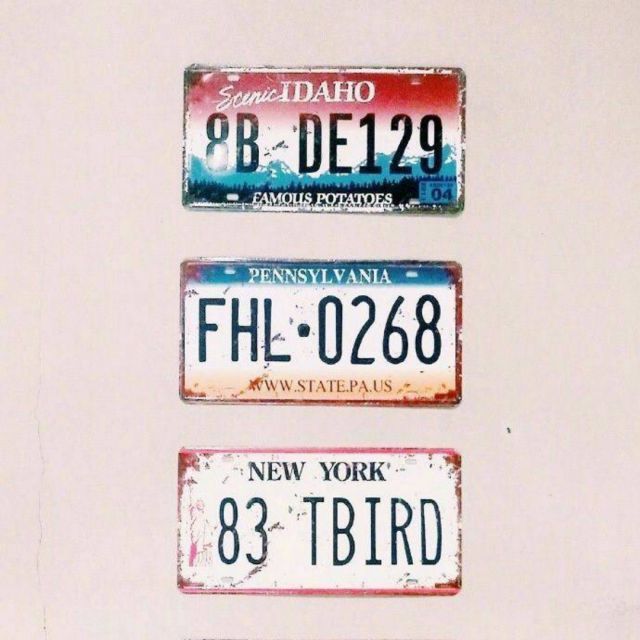 Scenic IDAHO
8B DE129
04
FAMOUS POTATOES
PENNSYLVANIA
FHL·0268
WWW.STATE.PA.US
NEW YORK
83 TBIRD